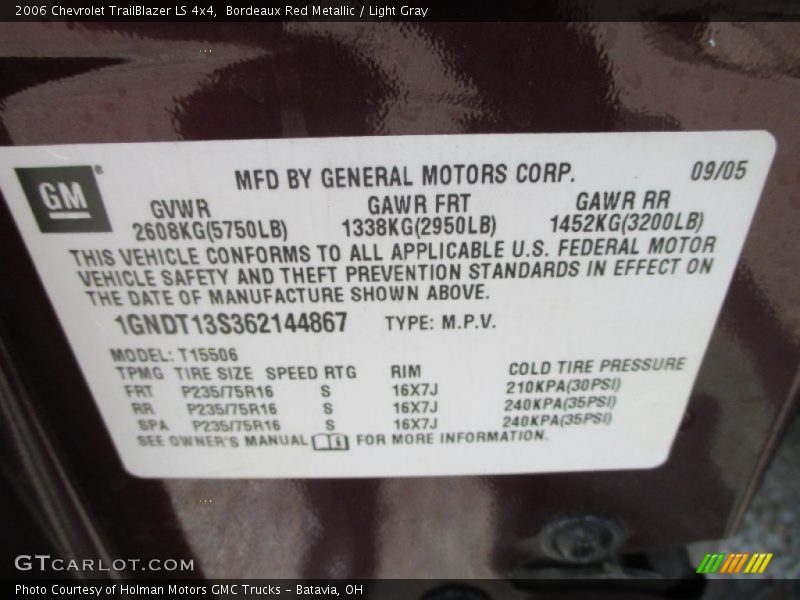 2006 Chevrolet TrailBlazer LS 4x4,  Bordeaux Red Metallic / Light Gray
GM®
MFD BY GENERAL MOTORS CORP.
09/05
GVWR GAWR FRT GAWR RR
2608KG(5750LB) 1338KG(2950LB) 1452KG(3200LB)
THIS VEHICLE CONFORMS TO ALL APPLICABLE U.S. FEDERAL MOTOR
VEHICLE SAFETY AND THEFT PREVENTION STANDARDS IN EFFECT ON
THE DATE OF MANUFACTURE SHOWN ABOVE.
1GNDT13S362144867 TYPE: M.P.V.
MODEL: T15506
TPMG TIRE SIZE SPEED RTG RIM COLD TIRE PRESSURE
FRT P235/75R16 S 16X7J 210KPA(30PSI)
RR P235/75R16 S 16X7J 240KPA(35PSI)
SPA P235/75R16 S 16X7J 240KPA(35PSI)
SEE OWNER'S MANUAL FOR MORE INFORMATION.
GTCARLOT.COM
Photo Courtesy of Holman Motors GMC Trucks - Batavia, OH